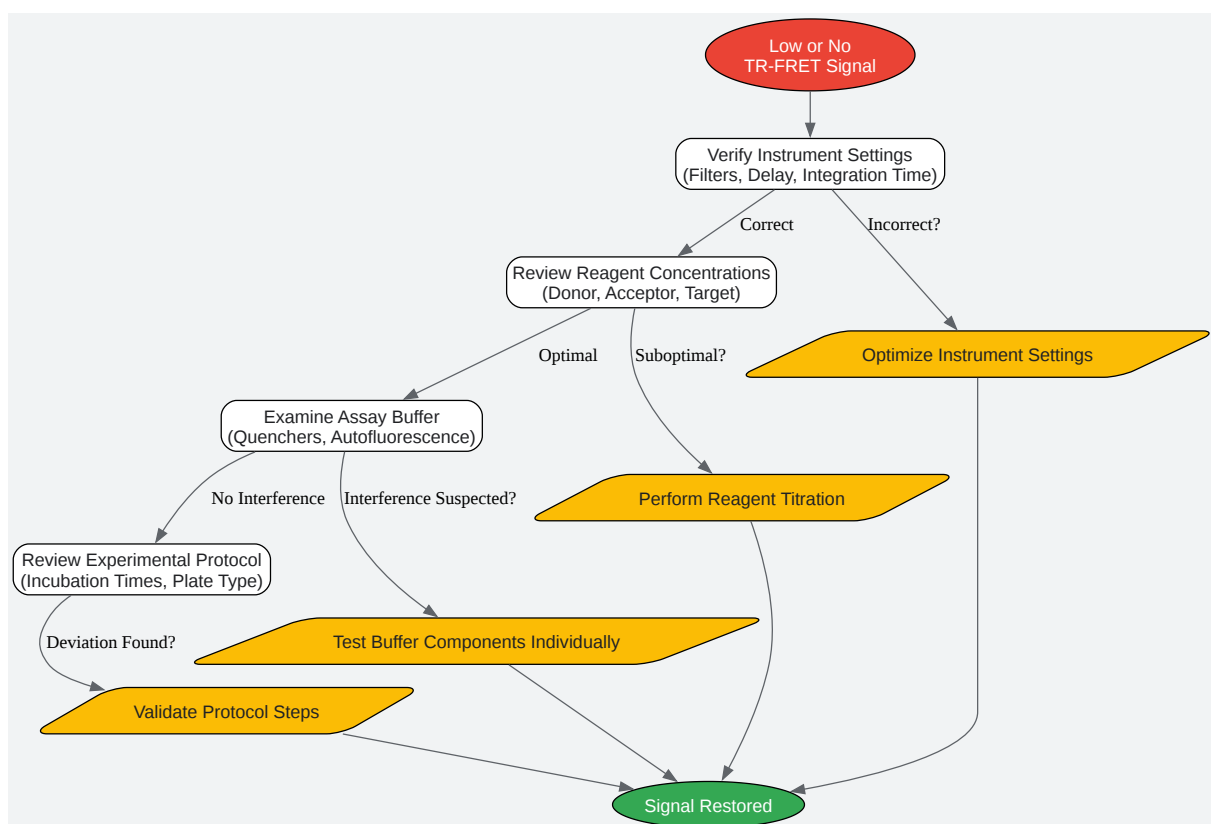 Low or No
TR-FRET Signal
Verify Instrument Settings
(Filters, Delay, Integration Time)
Correct
Incorrect?
Review Reagent Concentrations
(Donor, Acceptor, Target)
Optimal
Suboptimal?
Optimize Instrument Settings
Examine Assay Buffer
(Quenchers, Autofluorescence)
No Interference
Interference Suspected?
Perform Reagent Titration
Review Experimental Protocol
(Incubation Times, Plate Type)
Deviation Found?
Test Buffer Components Individually
Validate Protocol Steps
Signal Restored